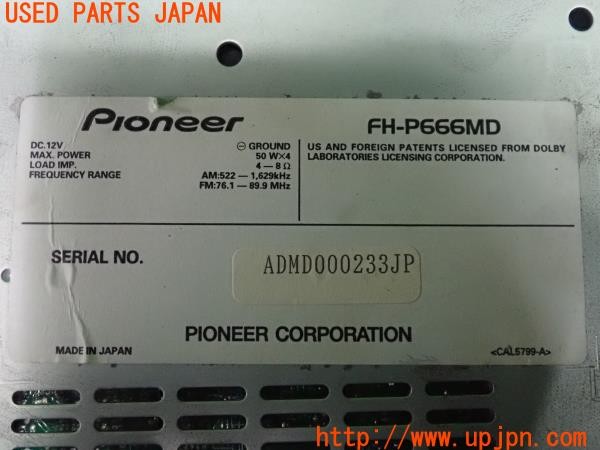 USED PARTS JAPAN
Pioneer
FH-P666MD
DC.12V ⊖ GROUND
MAX. POWER 50 W×4
LOAD IMP. 4 — 8 Ω
FREQUENCY RANGE AM:522 — 1,629kHz
FM:76.1 — 89.9 MHz
US AND FOREIGN PATENTS LICENSED FROM DOLBY
LABORATORIES LICENSING CORPORATION.
SERIAL NO. ADMD000233JP
PIONEER CORPORATION
MADE IN JAPAN
<CAL5799-A>
http://www.upjpn.com/